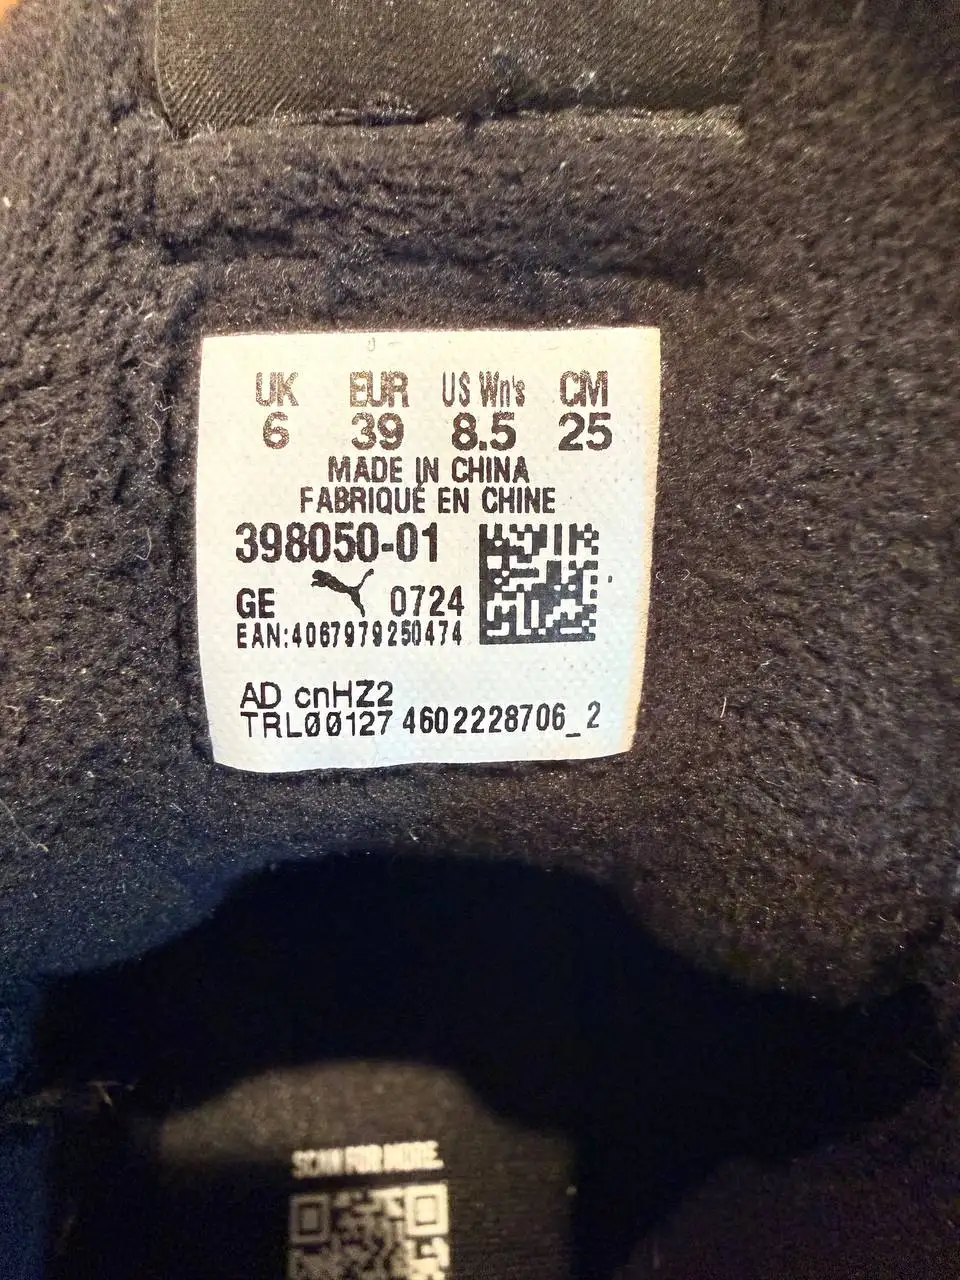 UK EUR US Wn's CM
6 39 8.5 25
MADE IN CHINA
FABRIQUÉ EN CHINE
398050-01
GE 0724
EAN:4067979250474
AD cnHZ2
TRL00127 4602228706_2
SCAN FOR MORE.